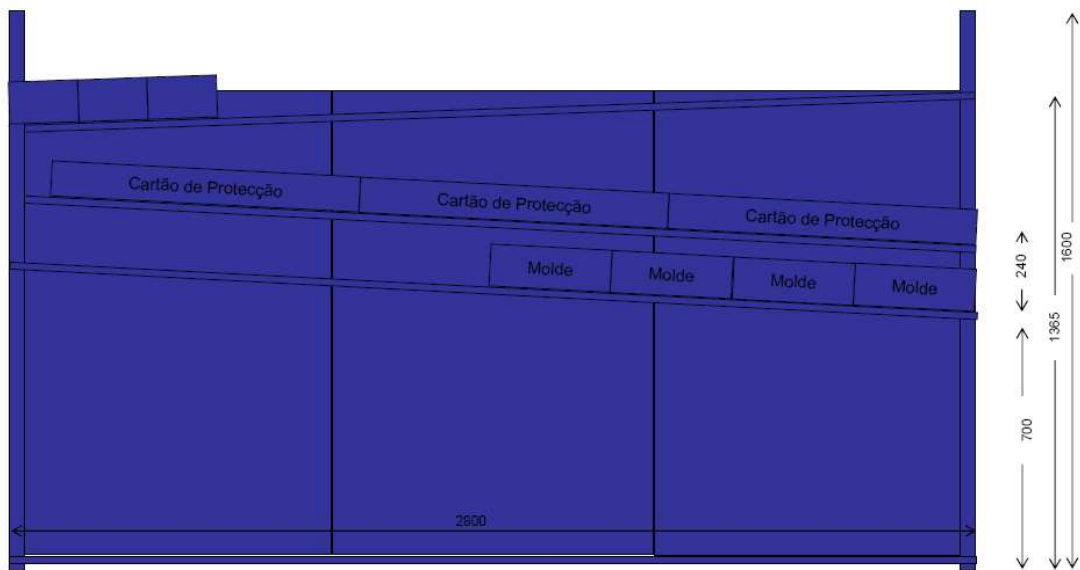 Cartão de Protecção
Cartão de Protecção
Cartão de Protecção
Molde
Molde
Molde
Molde
240
1600
1365
700
2800